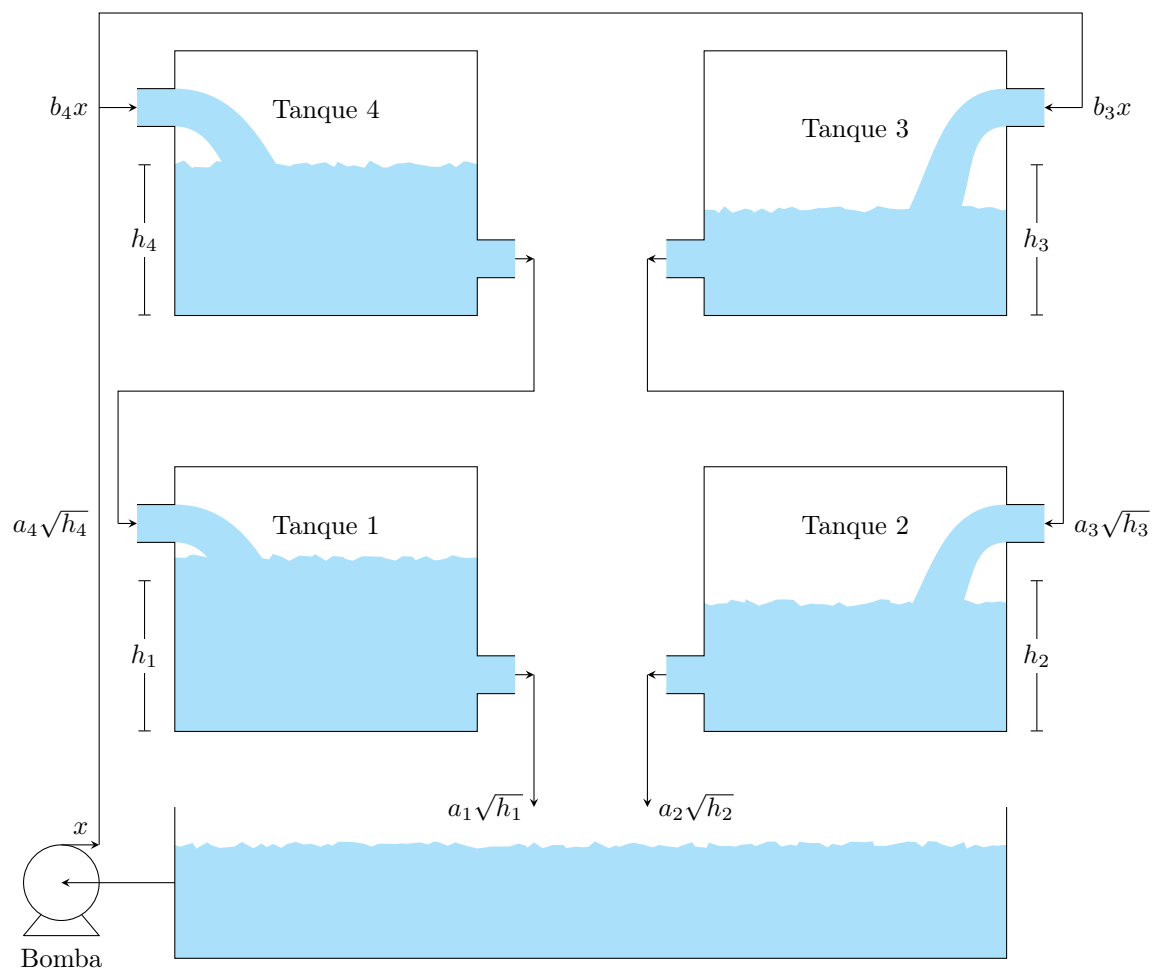 Tanque 4
b₄x
b₃x
Tanque 3
h₄
h₃
a₄√h₄
Tanque 1
Tanque 2
a₃√h₃
h₁
h₂
a₁√h₁
a₂√h₂
x
Bomba